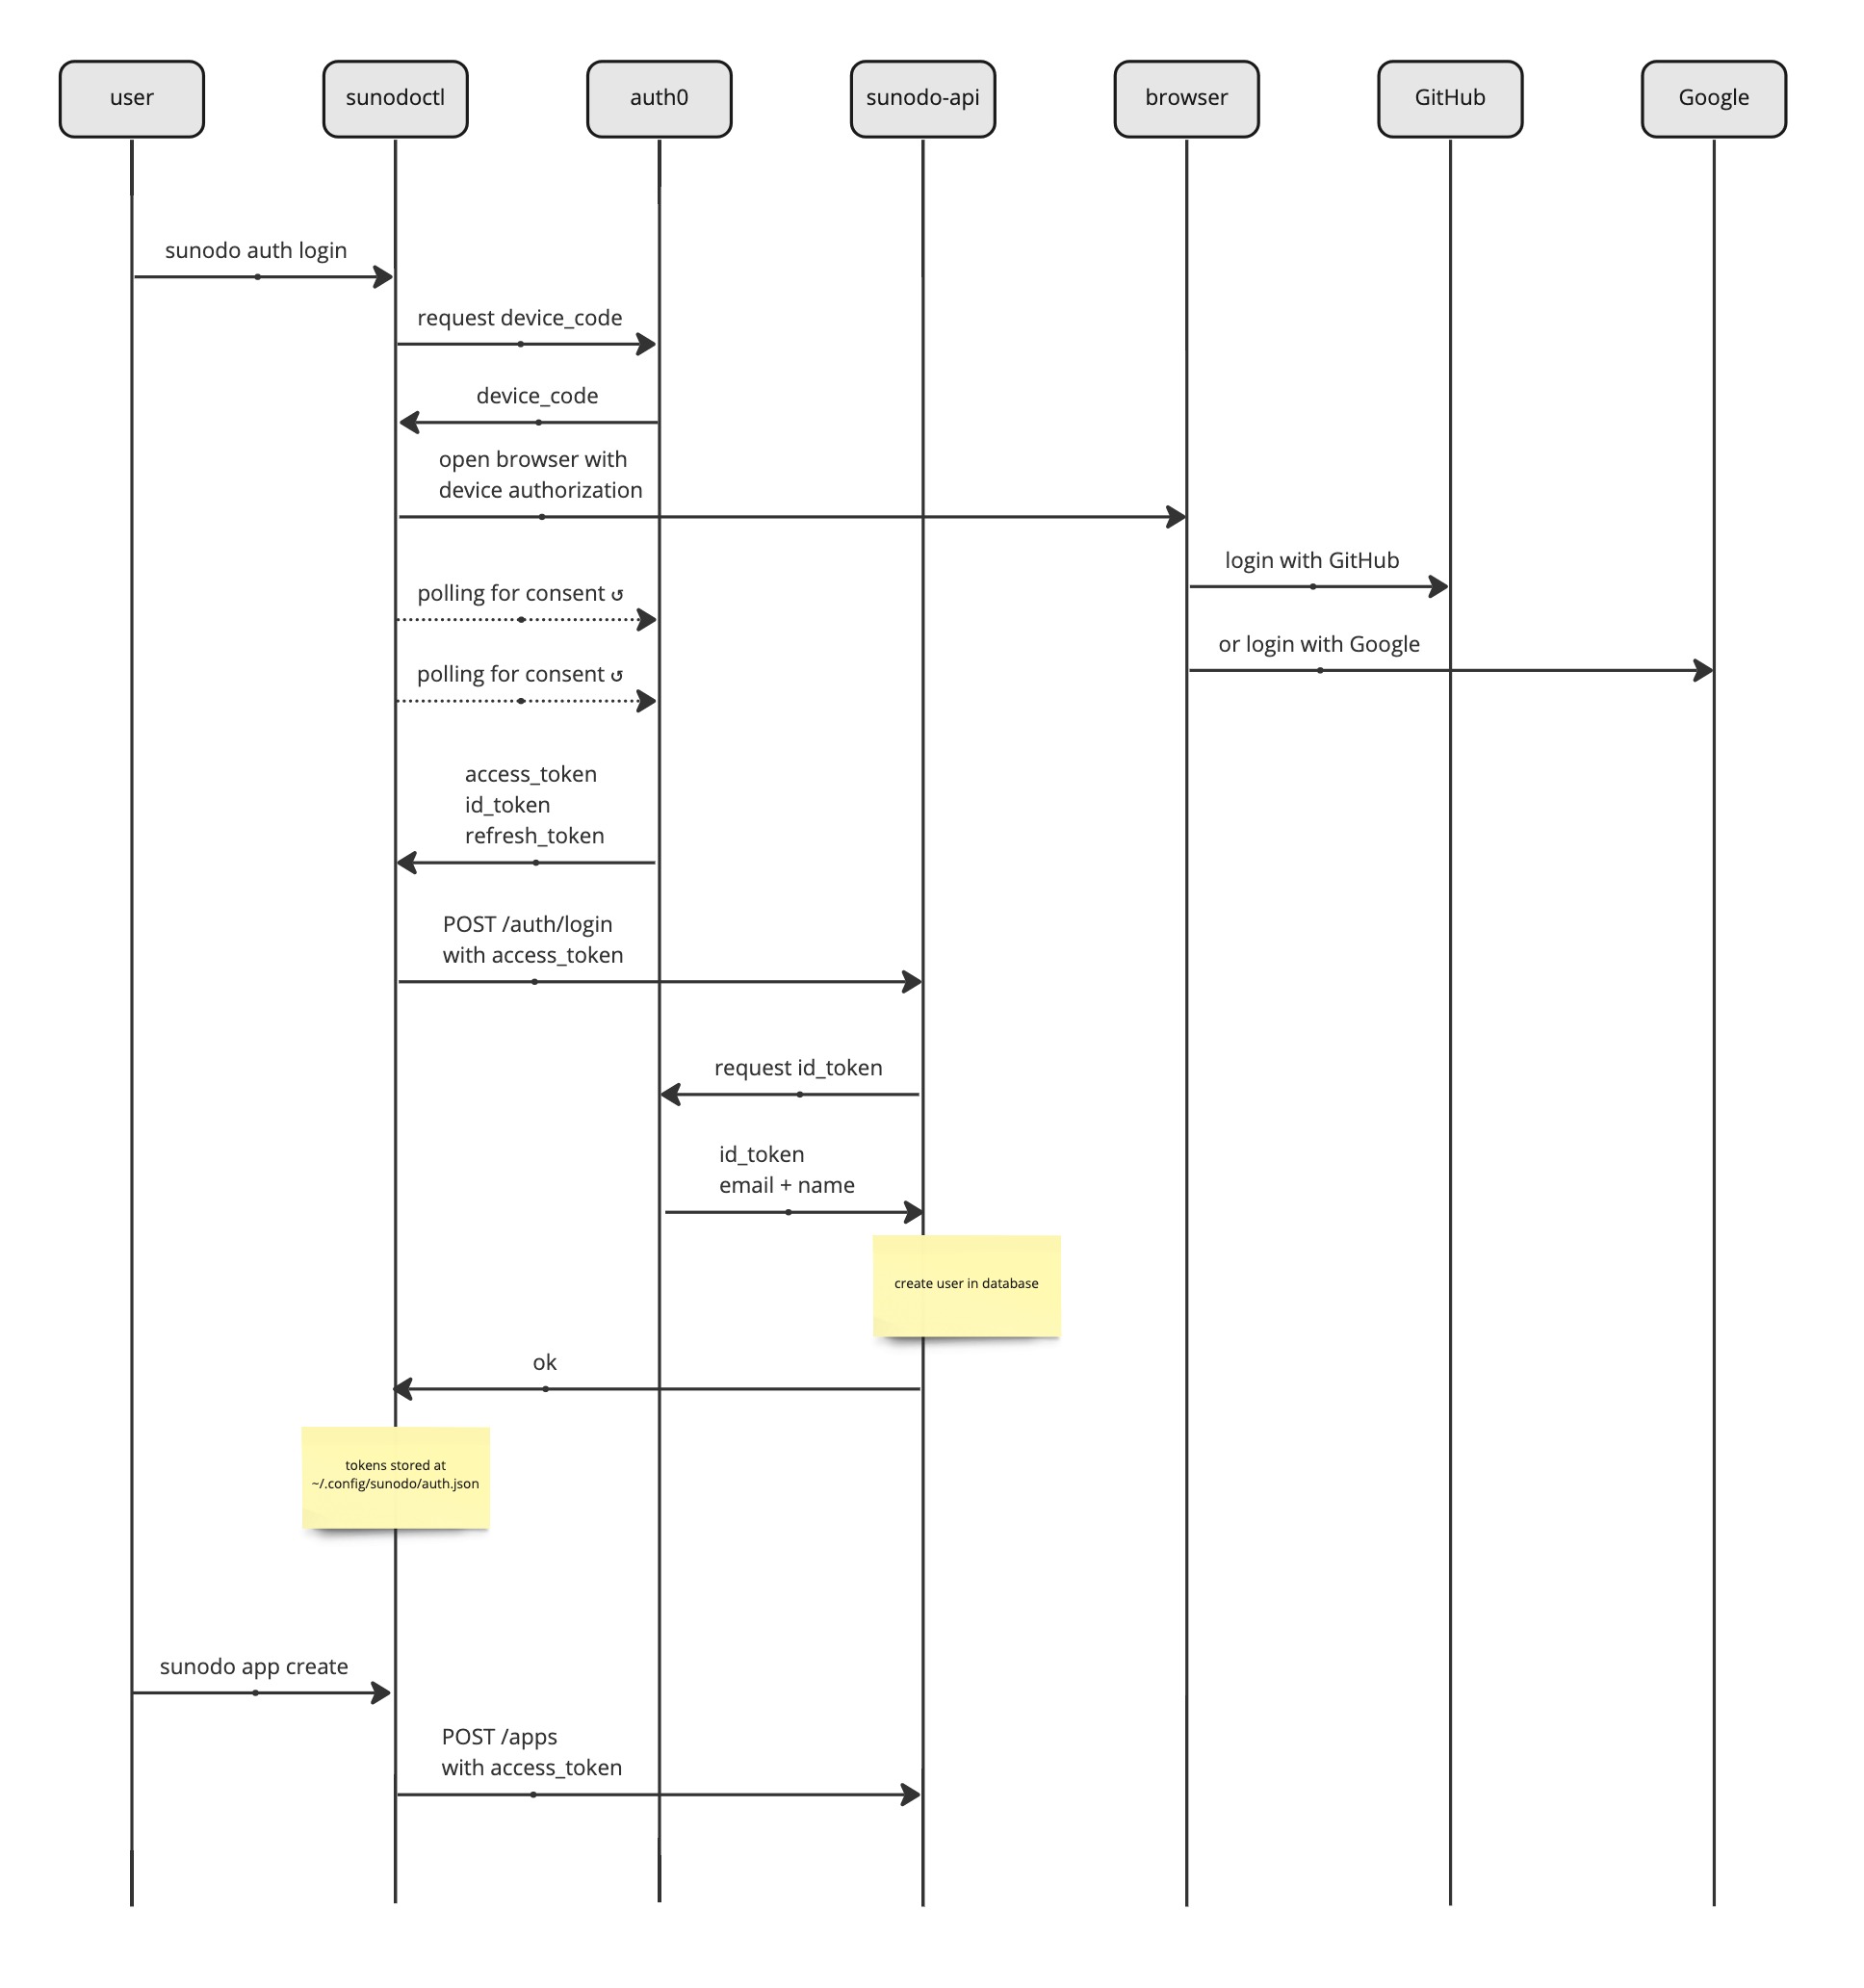 user
sunodoctl
auth0
sunodo-api
browser
GitHub
Google
sunodo auth login
request device_code
device_code
open browser with
device authorization
login with GitHub
polling for consent ↺
or login with Google
polling for consent ↺
access_token
id_token
refresh_token
POST /auth/login
with access_token
request id_token
id_token
email + name
create user in database
ok
tokens stored at
~/.config/sunodo/auth.json
sunodo app create
POST /apps
with access_token